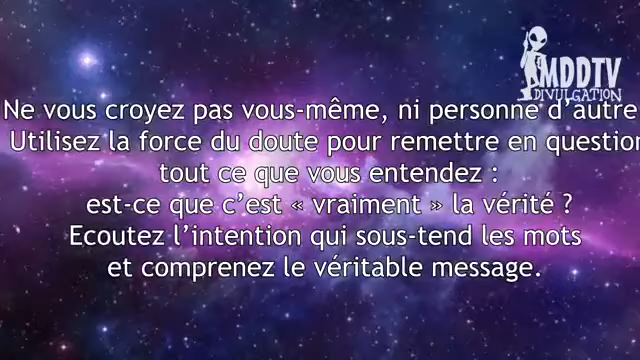 MDDTV
DIVULGATION
Ne vous croyez pas vous-même, ni personne d'autre
Utilisez la force du doute pour remettre en question
tout ce que vous entendez :
est-ce que c'est « vraiment » la vérité ?
Ecoutez l'intention qui sous-tend les mots
et comprenez le véritable message.